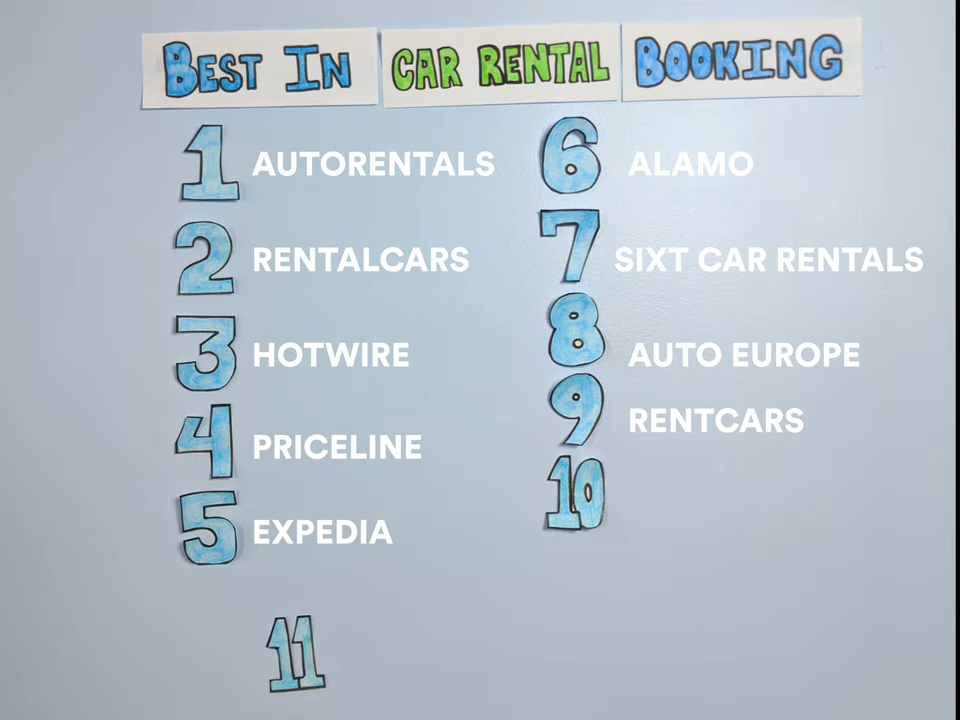 BEST IN CAR RENTAL BOOKING
1 AUTORENTALS
2 RENTALCARS
3 HOTWIRE
4 PRICELINE
5 EXPEDIA
6 ALAMO
7 SIXT CAR RENTALS
8 AUTO EUROPE
9 RENTCARS
10
11